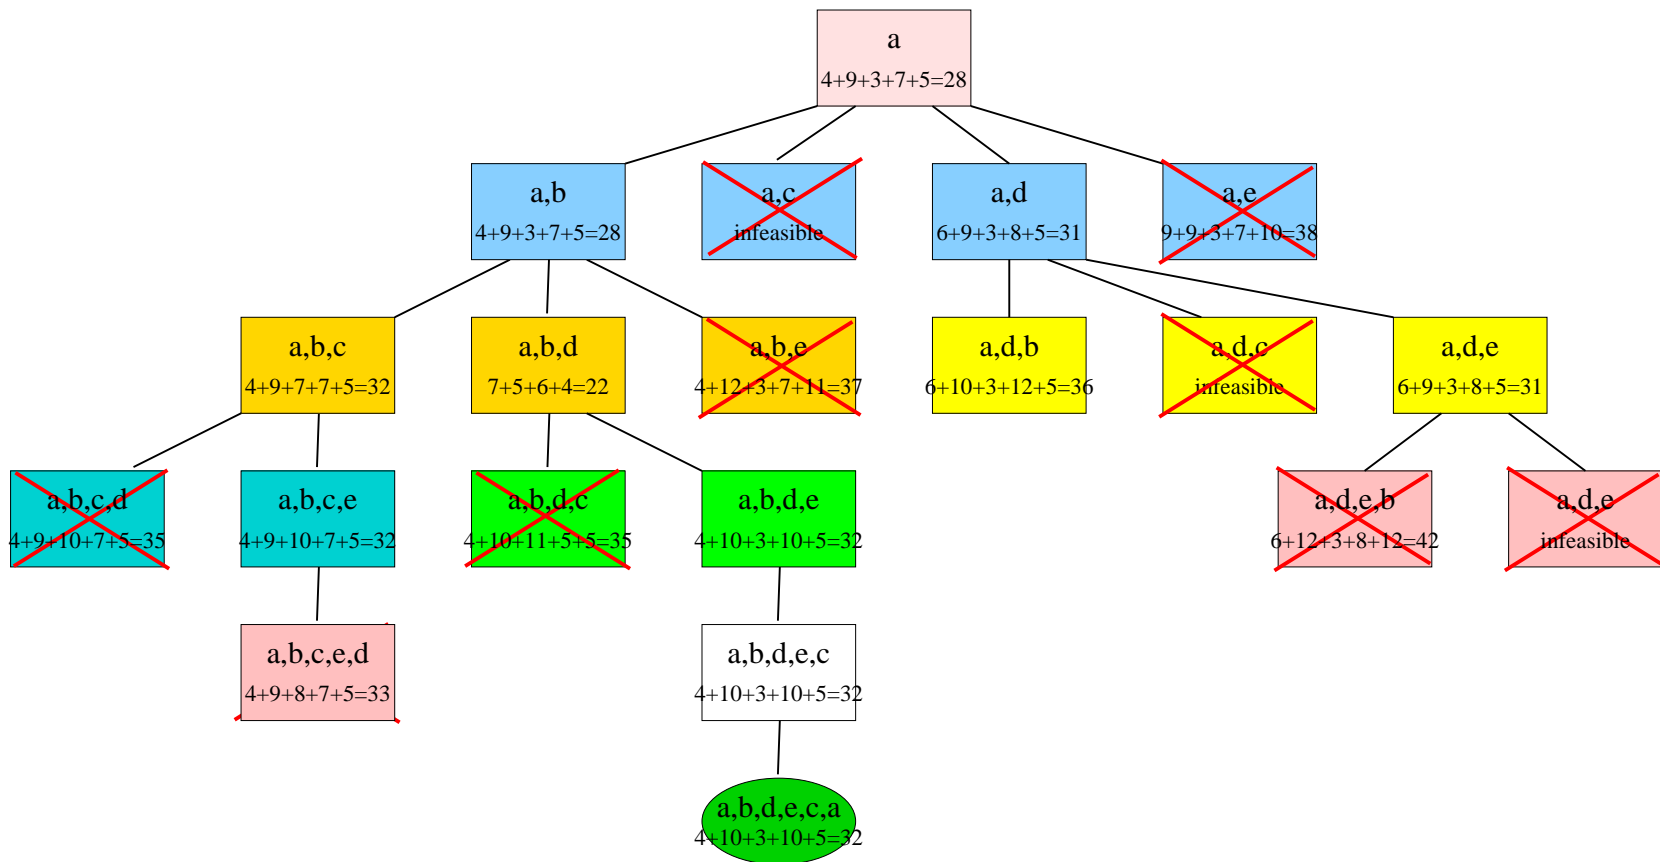 a
4+9+3+7+5=28
a,b
4+9+3+7+5=28
a,c
infeasible
a,d
6+9+3+8+5=31
a,e
9+9+3+7+10=38
a,b,c
4+9+7+7+5=32
a,b,d
7+5+6+4=22
a,b,e
4+12+3+7+11=37
a,d,b
6+10+3+12+5=36
a,d,c
infeasible
a,d,e
6+9+3+8+5=31
a,b,c,d
4+9+10+7+5=35
a,b,c,e
4+9+10+7+5=32
a,b,d,c
4+10+11+5+5=35
a,b,d,e
4+10+3+10+5=32
a,d,e,b
6+12+3+8+12=42
a,d,e
infeasible
a,b,c,e,d
4+9+8+7+5=33
a,b,d,e,c
4+10+3+10+5=32
a,b,d,e,c,a
4+10+3+10+5=32